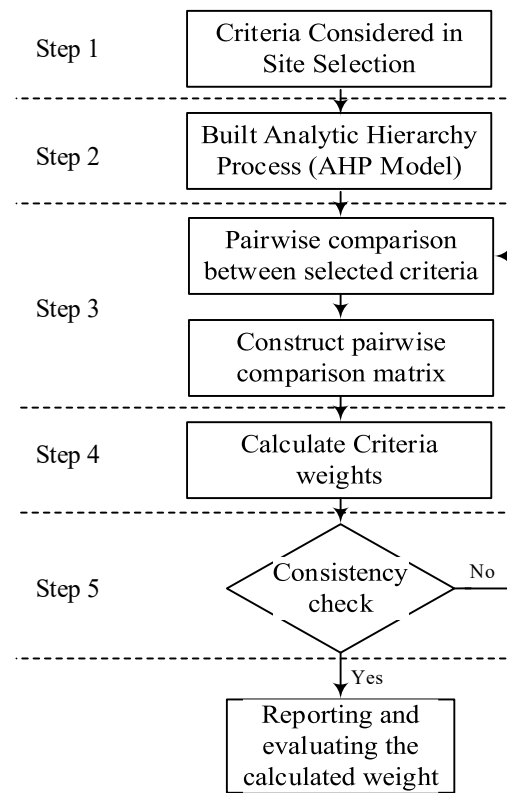 Step 1
Criteria Considered in
Site Selection
Step 2
Built Analytic Hierarchy
Process (AHP Model)
Step 3
Pairwise comparison
between selected criteria
Construct pairwise
comparison matrix
Step 4
Calculate Criteria
weights
Step 5
Consistency
check
No
Yes
Reporting and
evaluating the
calculated weight